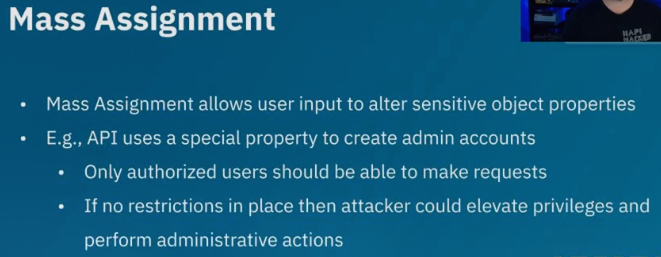 Mass Assignment
HAPI
HACKER
• Mass Assignment allows user input to alter sensitive object properties
• E.g., API uses a special property to create admin accounts
• Only authorized users should be able to make requests
• If no restrictions in place then attacker could elevate privileges and
perform administrative actions